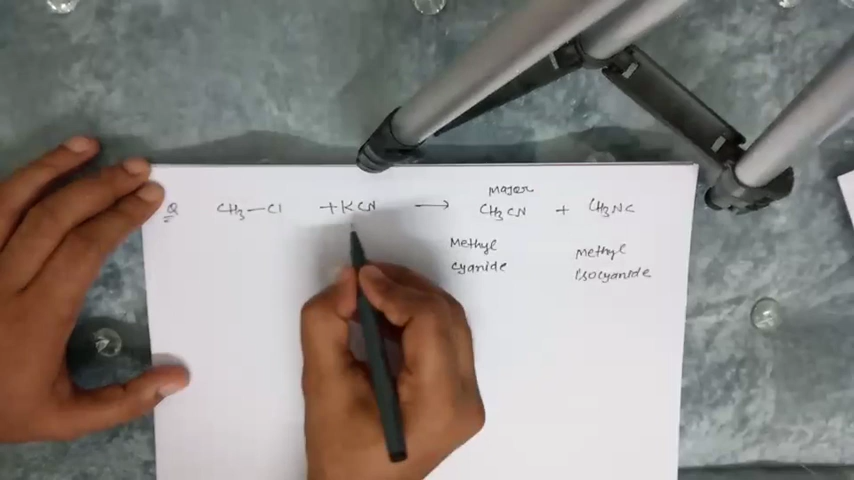 Q CH₃—Cl + KCN ⟶ CH₃CN + CH₃NC
Major
Methyl cyanide
Methyl isocyanide